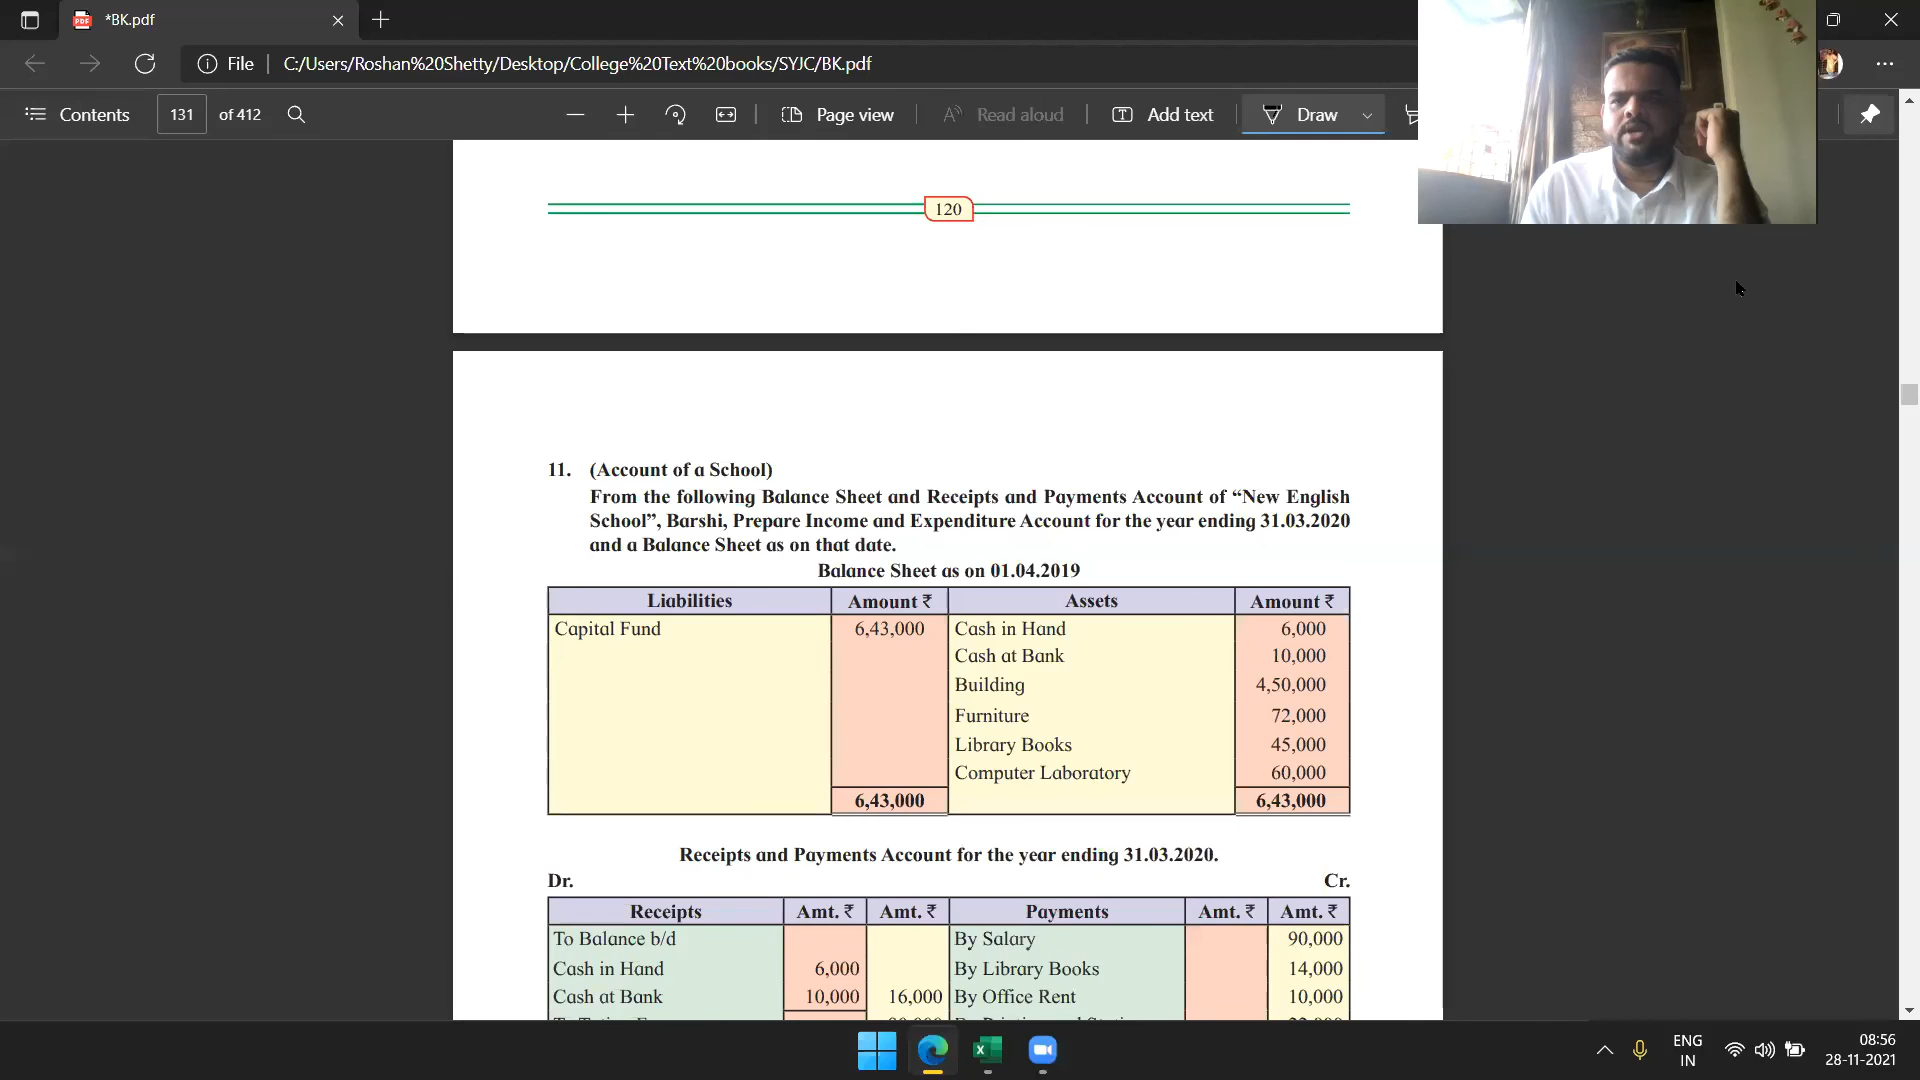 *BK.pdf
File
C:/Users/Roshan%20Shetty/Desktop/College%20Text%20books/SYJC/BK.pdf
Contents
131
of 412
Page view
Read aloud
Add text
Draw
120
11. (Account of a School)
From the following Balance Sheet and Receipts and Payments Account of “New English
School”, Barshi, Prepare Income and Expenditure Account for the year ending 31.03.2020
and a Balance Sheet as on that date.
Balance Sheet as on 01.04.2019
Liabilities Amount ₹ Assets Amount ₹
Capital Fund 6,43,000 Cash in Hand 6,000
Cash at Bank 10,000
Building 4,50,000
Furniture 72,000
Library Books 45,000
Computer Laboratory 60,000
6,43,000 6,43,000
Receipts and Payments Account for the year ending 31.03.2020.
Dr. Cr.
Receipts Amt. ₹ Amt. ₹ Payments Amt. ₹ Amt. ₹
To Balance b/d By Salary 90,000
Cash in Hand 6,000 By Library Books 14,000
Cash at Bank 10,000 16,000 By Office Rent 10,000
ENG
IN
08:56
28-11-2021